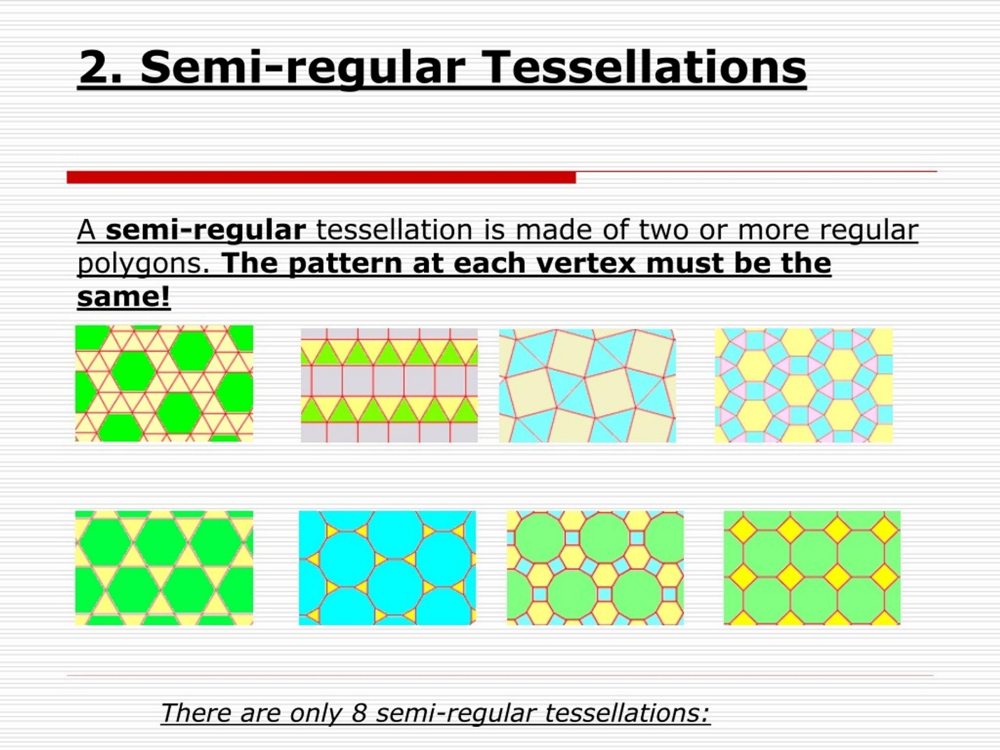 2. Semi-regular Tessellations
A semi-regular tessellation is made of two or more regular
polygons. The pattern at each vertex must be the
same!
There are only 8 semi-regular tessellations: